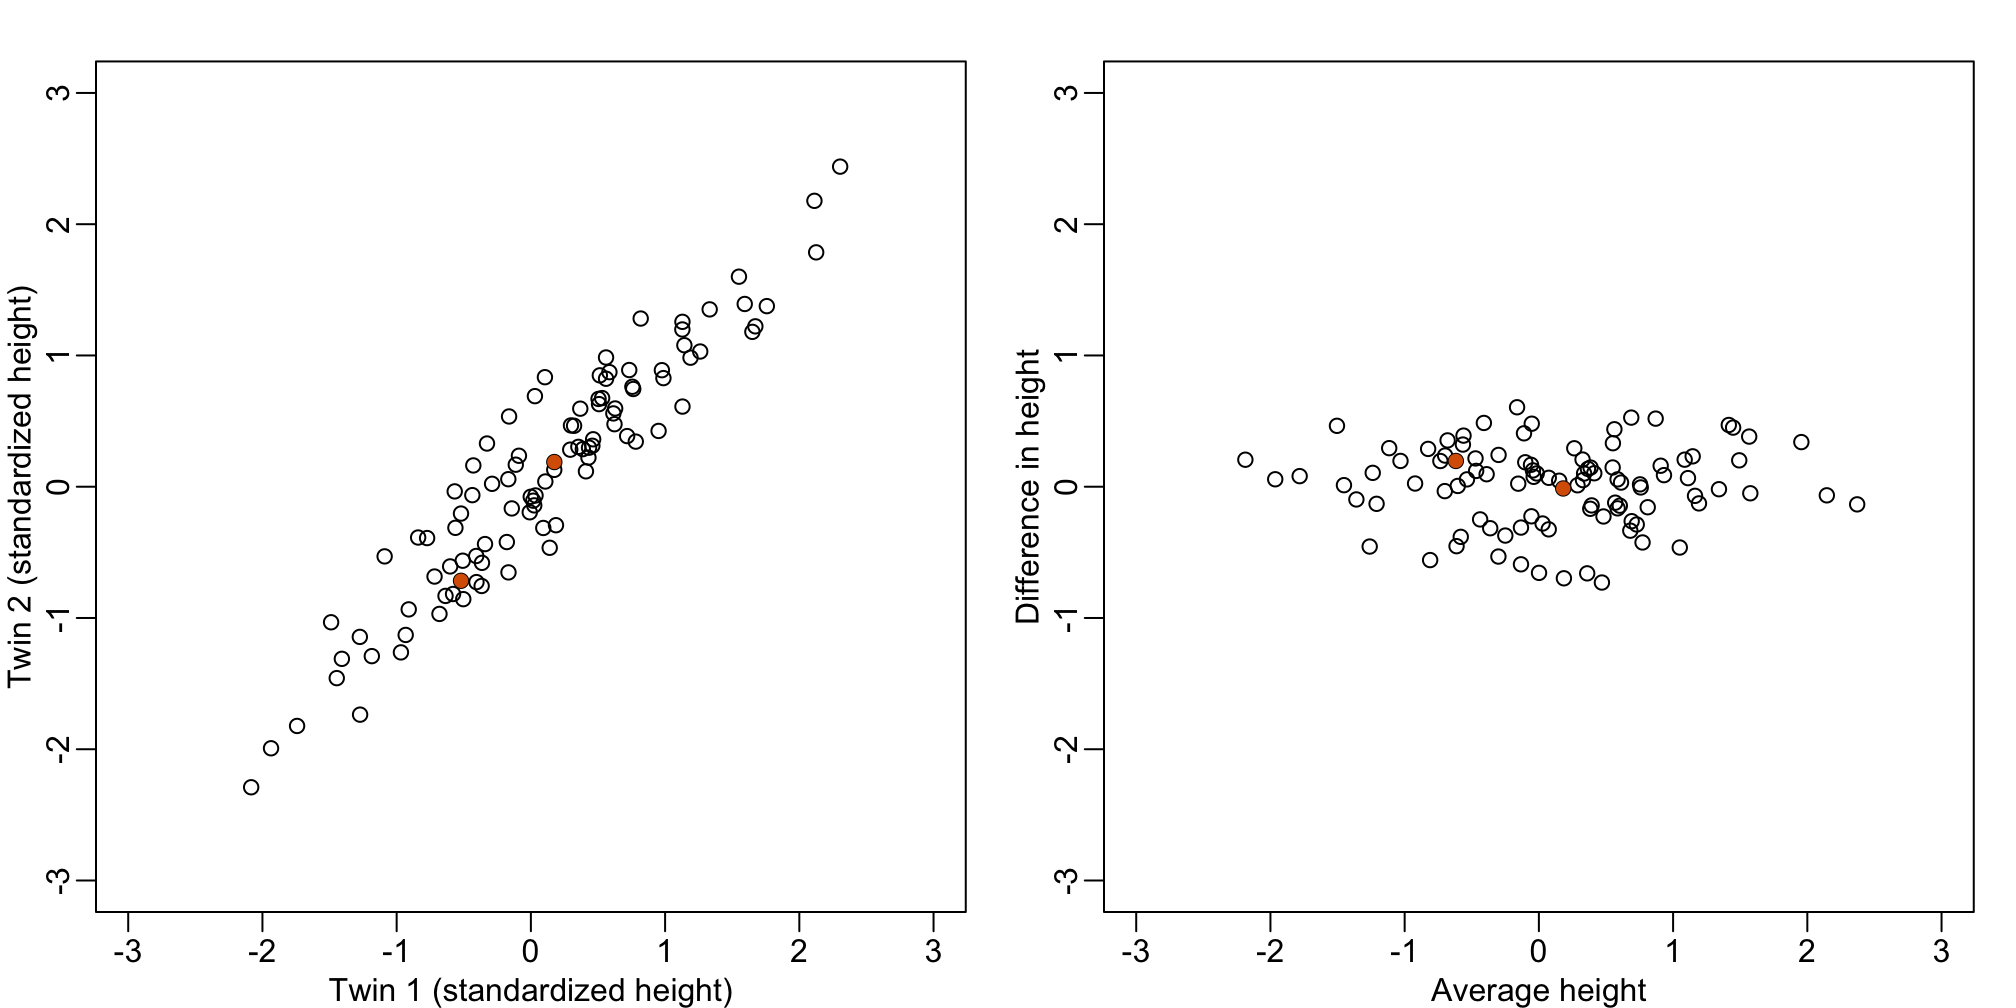 3
2
1
0
-1
-2
-3
Twin 2 (standardized height)
-3 -2 -1 0 1 2 3
Twin 1 (standardized height)
3
2
1
0
-1
-2
-3
Difference in height
-3 -2 -1 0 1 2 3
Average height